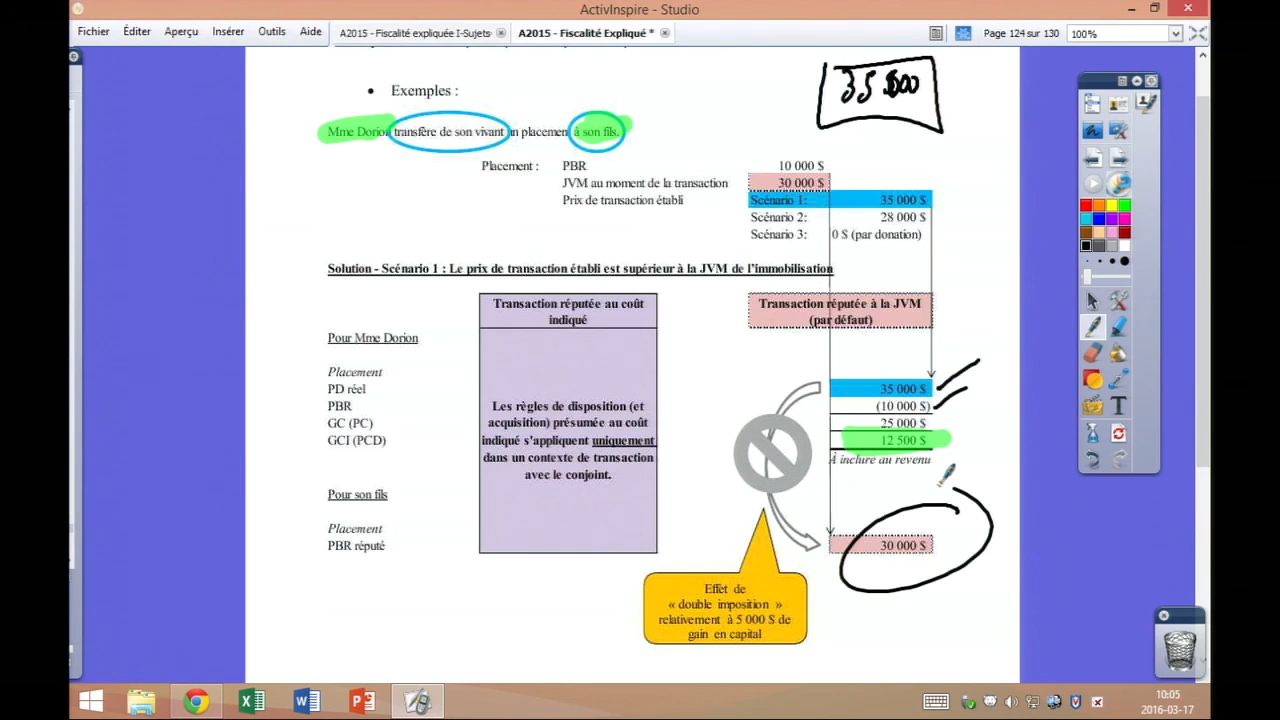 ActivInspire - Studio
Fichier Éditer Aperçu Insérer Outils Aide
A2015 - Fiscalité expliquée I-Sujets
A2015 - Fiscalité Expliqué *
Page 124 sur 130
100%
35 000
• Exemples :
Mme Dorion transfère de son vivant un placement à son fils.
Placement : PBR 10 000 $
JVM au moment de la transaction 30 000 $
Prix de transaction établi Scénario 1: 35 000 $
Scénario 2: 28 000 $
Scénario 3: 0 $ (par donation)
Solution - Scénario 1 : Le prix de transaction établi est supérieur à la JVM de l'immobilisation
Transaction réputée au coût
indiqué
Transaction réputée à la JVM
(par défaut)
Pour Mme Dorion
Placement
PD réel 35 000 $
PBR (10 000 $)
GC (PC) 25 000 $
GCI (PCD) 12 500 $
À inclure au revenu
Les règles de disposition (et
acquisition) présumée au coût
indiqué s'appliquent uniquement
dans un contexte de transaction
avec le conjoint.
Pour son fils
Placement
PBR réputé 30 000 $
Effet de
« double imposition »
relativement à 5 000 $ de
gain en capital
10:05
2016-03-17